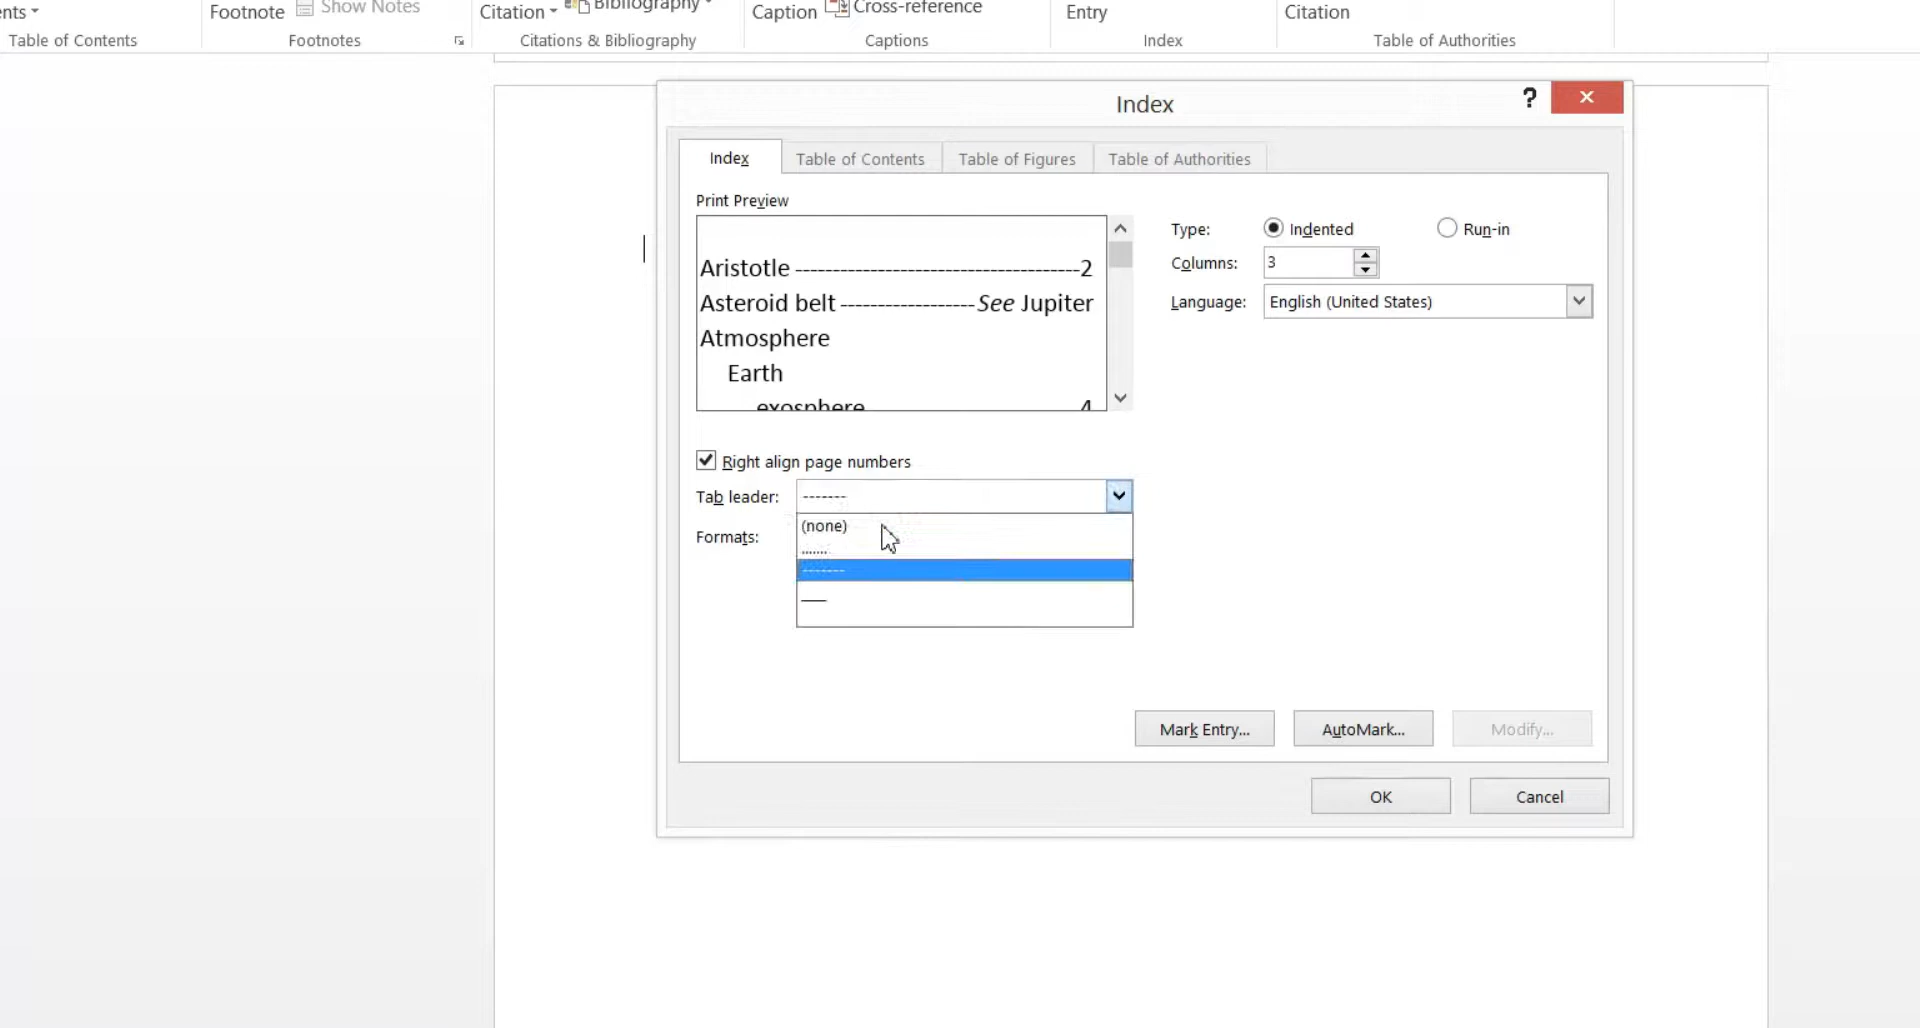 Footnote Show Notes Citation Bibliography Caption Cross-reference Entry Citation
Table of Contents Footnotes Citations & Bibliography Captions Index Table of Authorities
Index
?
Index Table of Contents Table of Figures Table of Authorities
Print Preview
Aristotle -------------------------------------2
Asteroid belt ------------------See Jupiter
Atmosphere
Earth
exosphere 4
Type: Indented Run-in
Columns: 3
Language: English (United States)
Right align page numbers
Tab leader: -------
(none)
.......
-------
Formats:
Mark Entry... AutoMark... Modify...
OK Cancel